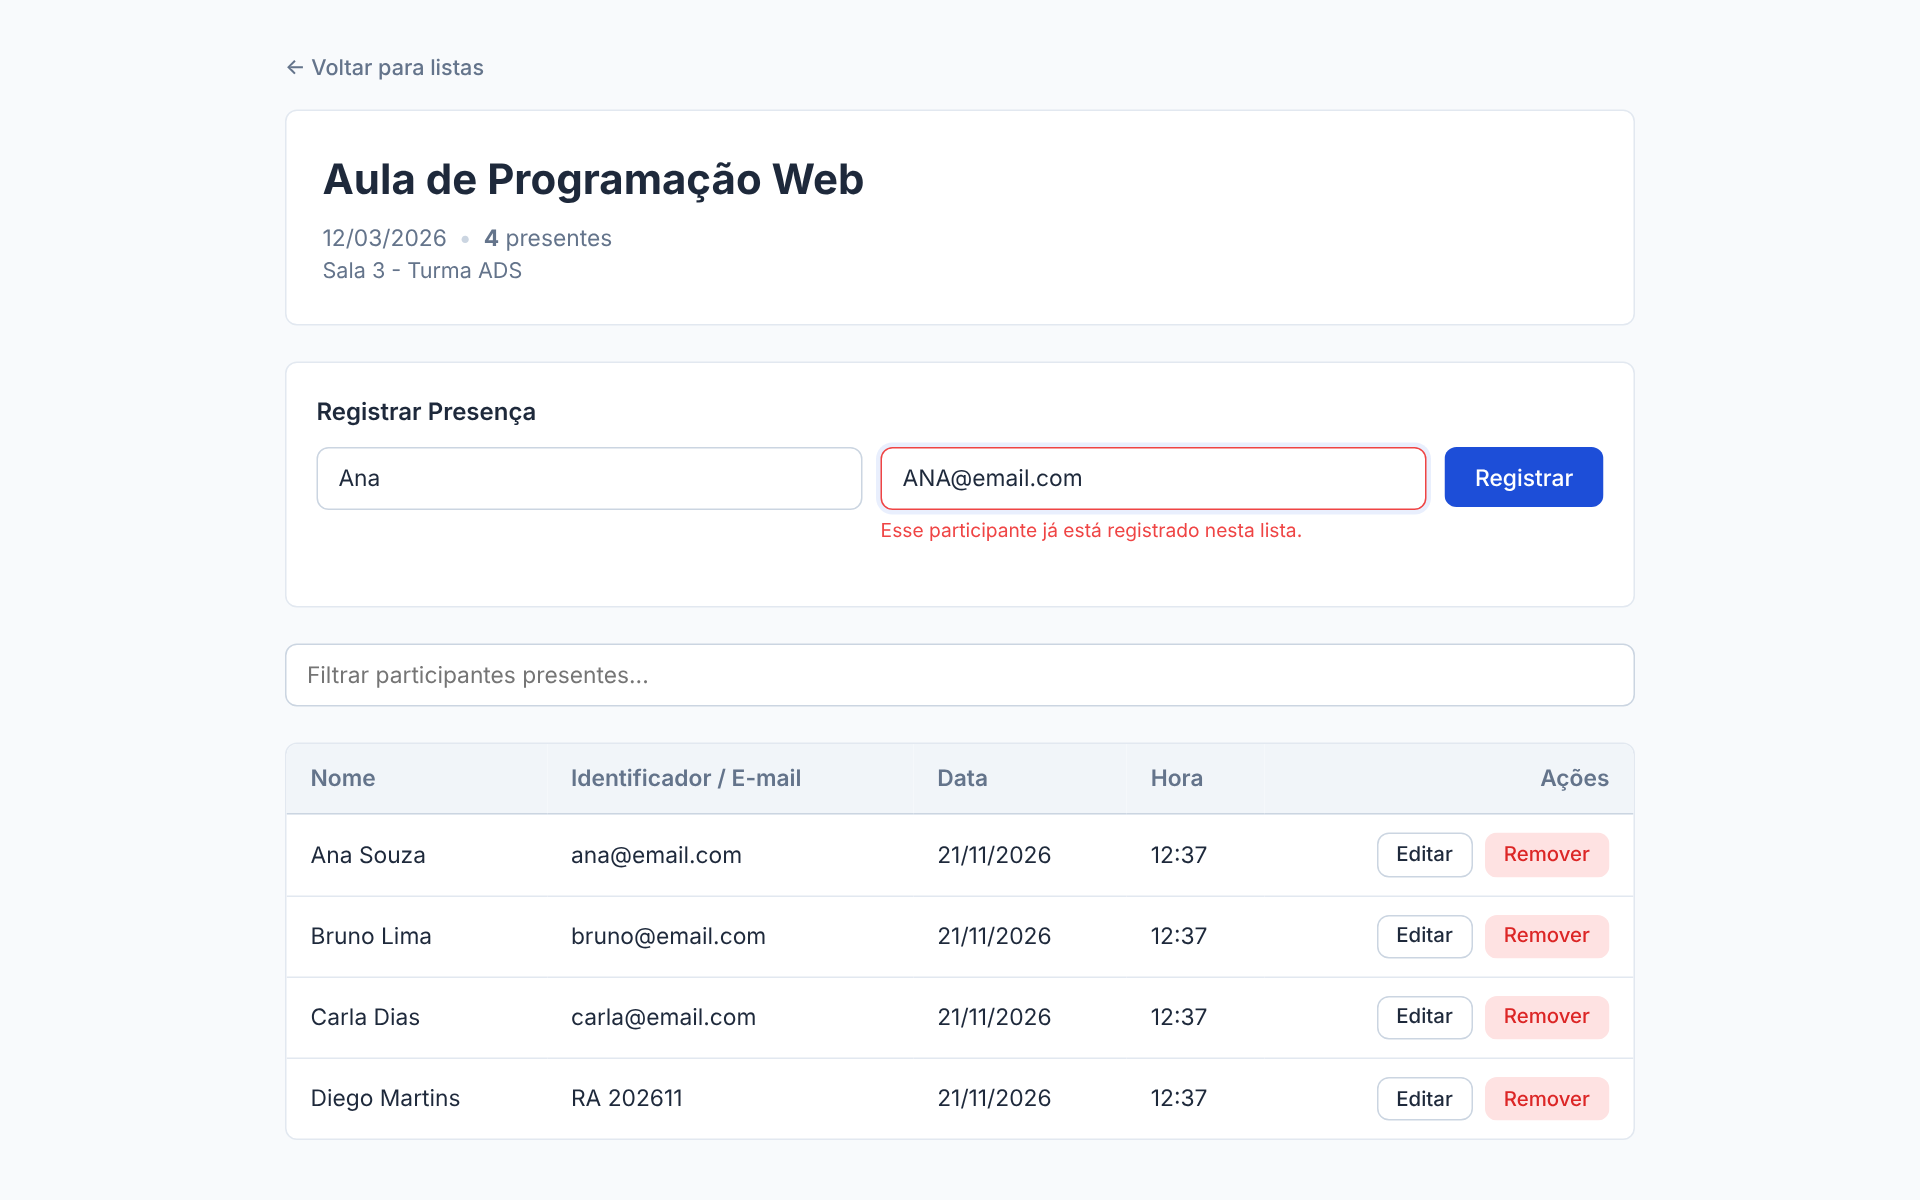 ← Voltar para listas
Aula de Programação Web
12/03/2026 • 4 presentes
Sala 3 - Turma ADS
Registrar Presença
Ana ANA@email.com Registrar
Esse participante já está registrado nesta lista.
Filtrar participantes presentes...
Nome Identificador / E-mail Data Hora Ações
Ana Souza ana@email.com 21/11/2026 12:37 Editar Remover
Bruno Lima bruno@email.com 21/11/2026 12:37 Editar Remover
Carla Dias carla@email.com 21/11/2026 12:37 Editar Remover
Diego Martins RA 202611 21/11/2026 12:37 Editar Remover